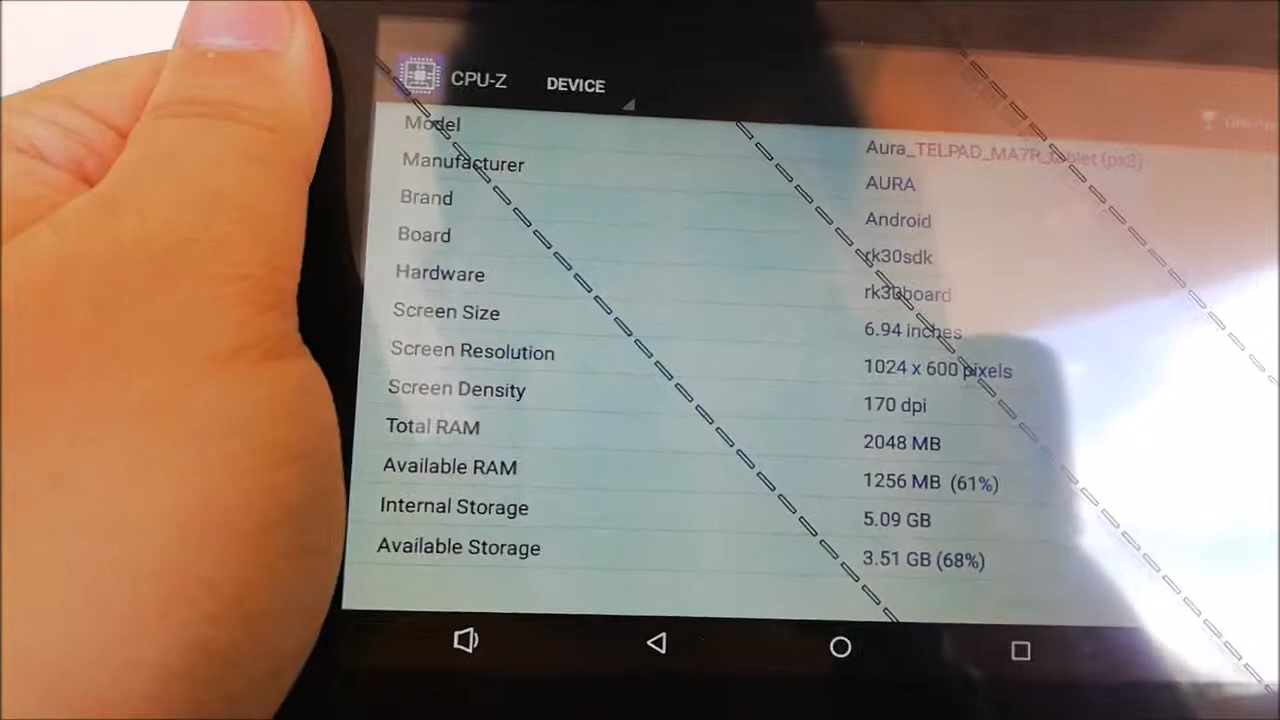 CPU-Z DEVICE
Model Aura_TELPAD_MA7R_tablet (px3)
Manufacturer AURA
Brand Android
Board rk30sdk
Hardware rk30board
Screen Size 6.94 inches
Screen Resolution 1024 x 600 pixels
Screen Density 170 dpi
Total RAM 2048 MB
Available RAM 1256 MB (61%)
Internal Storage 5.09 GB
Available Storage 3.51 GB (68%)